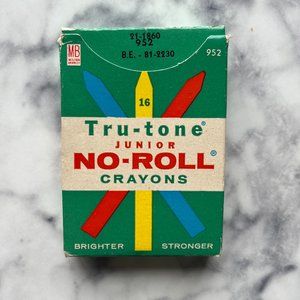 21-1860
952
B.E. - 81-2230
952
MB
16
Tru-tone®
JUNIOR
NO-ROLL®
CRAYONS
BRIGHTER STRONGER